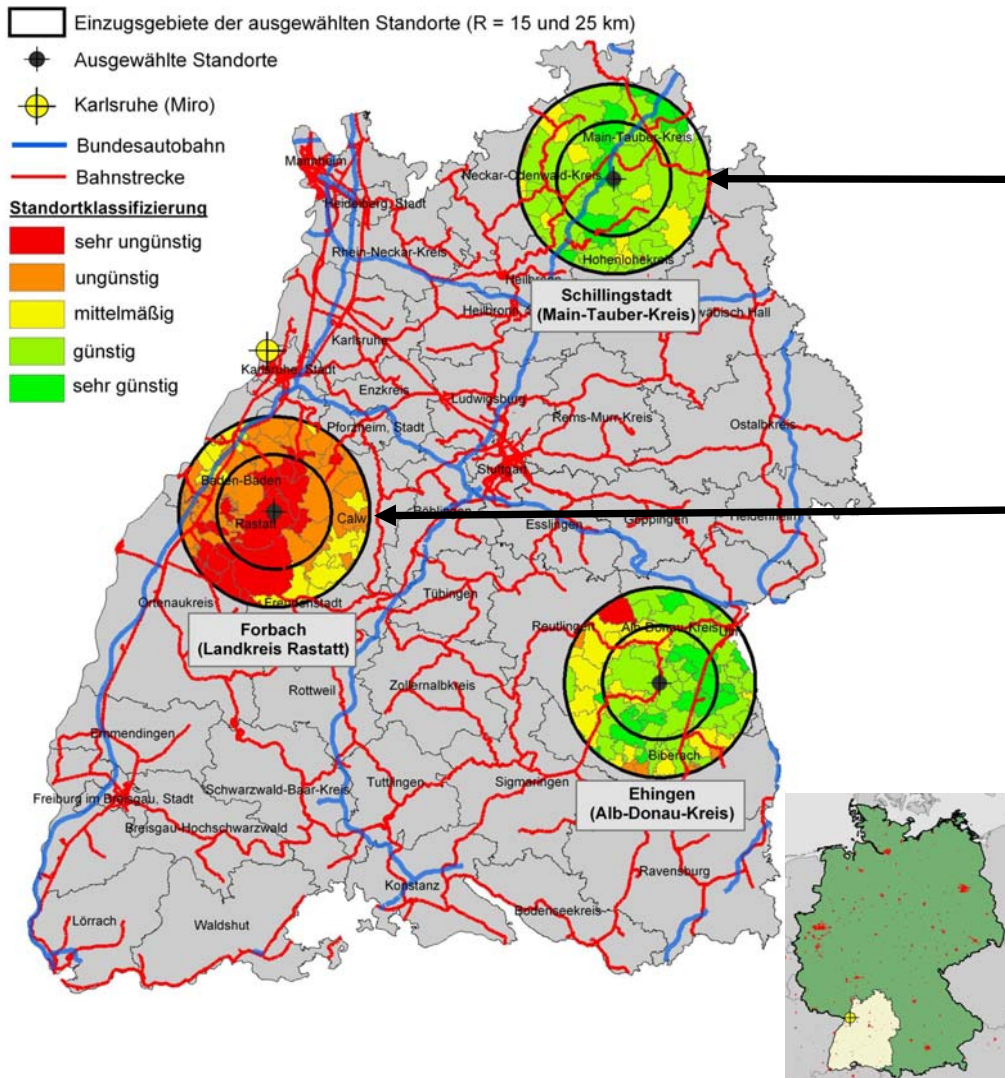 Einzugsgebiete der ausgewählten Standorte (R = 15 und 25 km)
Ausgewählte Standorte
Karlsruhe (Miro)
Bundesautobahn
Bahnstrecke
Standortklassifizierung
sehr ungünstig
ungünstig
mittelmäßig
günstig
sehr günstig
Main-Tauber-Kreis
Mannheim
Neckar-Odenwald-Kreis
Heidelberg, Stadt
Rhein-Neckar-Kreis
Hohenlohekreis
Heilbronn
Schillingstadt
(Main-Tauber-Kreis)
Heilbronn
wäbisch Hall
Karlsruhe
Karlsruhe, Stadt
Enzkreis
Ludwigsburg
Rems-Murr-Kreis
Ostalbkreis
Pforzheim, Stadt
Stuttgart
Baden-Baden
Rastatt
Calw
Böblingen
Esslingen
Göppingen
Heidenheim
Ortenaukreis
Freudenstadt
Tübingen
Reutlingen
Alb-Donau-Kreis
Ulm
Forbach
(Landkreis Rastatt)
Rottweil
Zollernalbkreis
Biberach
Emmendingen
Tuttlingen
Sigmaringen
Ehingen
(Alb-Donau-Kreis)
Freiburg im Breisgau, Stadt
Schwarzwald-Baar-Kreis
Breisgau-Hochschwarzwald
Ravensburg
Konstanz
Bodenseekreis
Lörrach
Waldshut